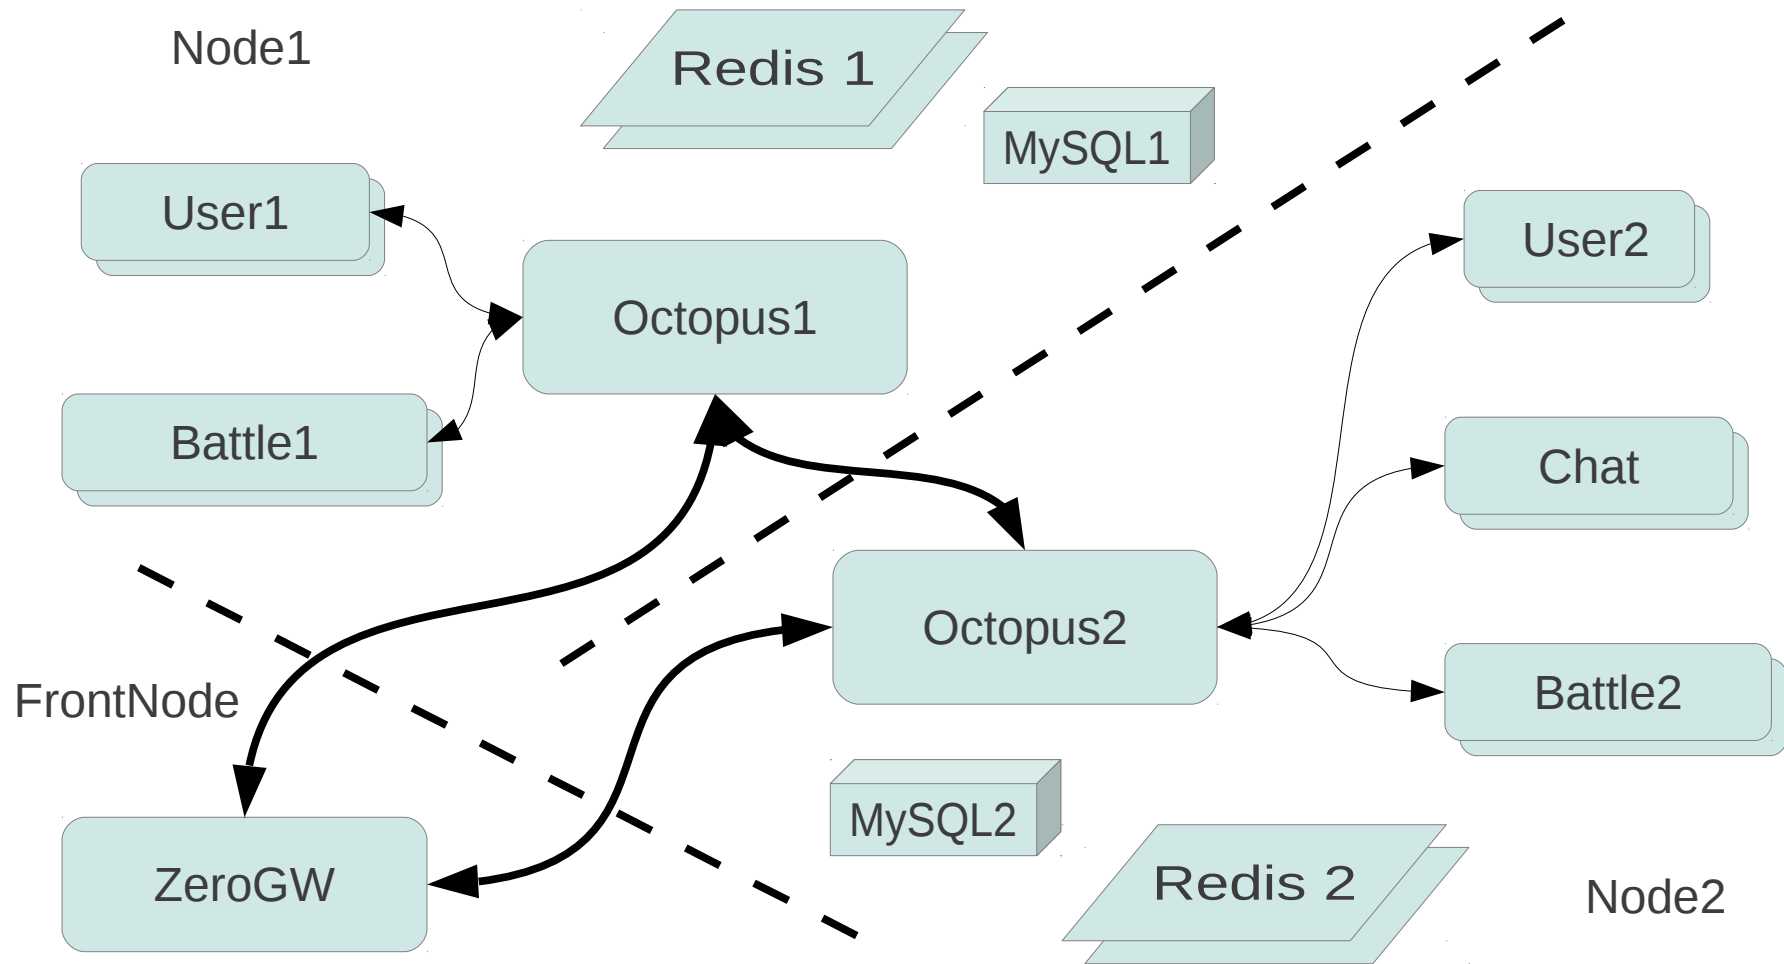 Node1
Redis 1
MySQL1
User1
User2
Octopus1
Battle1
Chat
Octopus2
FrontNode
Battle2
MySQL2
ZeroGW
Redis 2
Node2